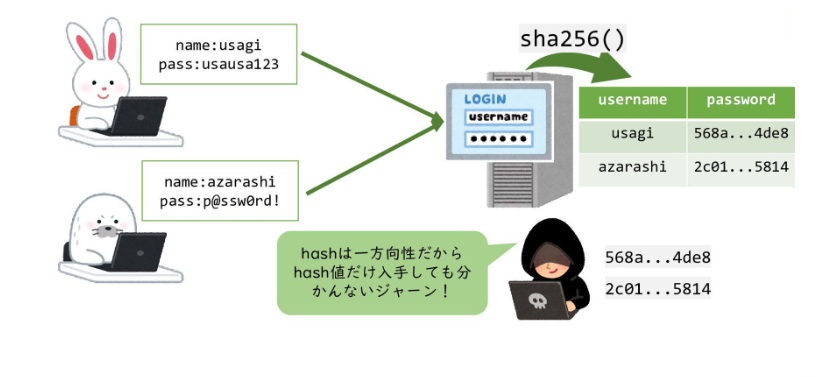 name:usagi
pass:usausa123
name:azarashi
pass:p@ssw0rd!
sha256()
LOGIN
username
●●●●●●
username password
usagi 568a...4de8
azarashi 2c01...5814
hashは一方向性だから
hash値だけ入手しても分
かんないジャーン！
568a...4de8
2c01...5814